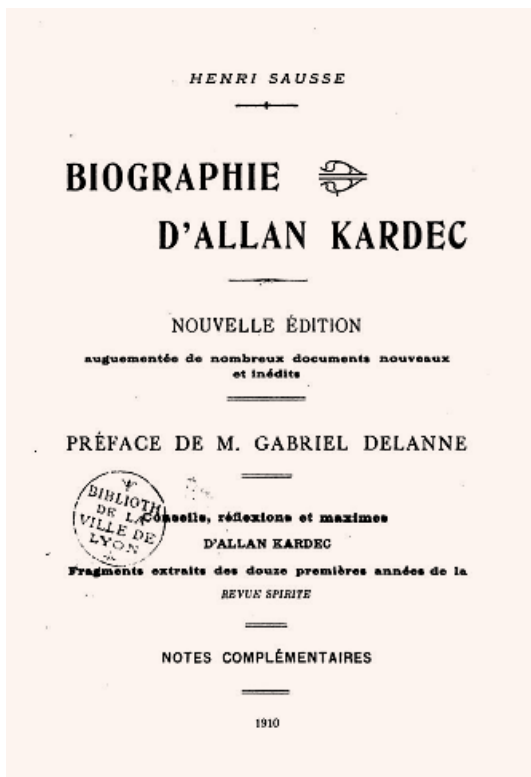 HENRI SAUSSE
BIOGRAPHIE
D'ALLAN KARDEC
NOUVELLE ÉDITION
auguementée de nombreux documents nouveaux
et inédits
PRÉFACE DE M. GABRIEL DELANNE
BIBLIOTH
DE LA
VILLE DE
LYON
Conseils, réflexions et maximes
D'ALLAN KARDEC
Fragments extraits des douze premières années de la
REVUE SPIRITE
NOTES COMPLÉMENTAIRES
1910